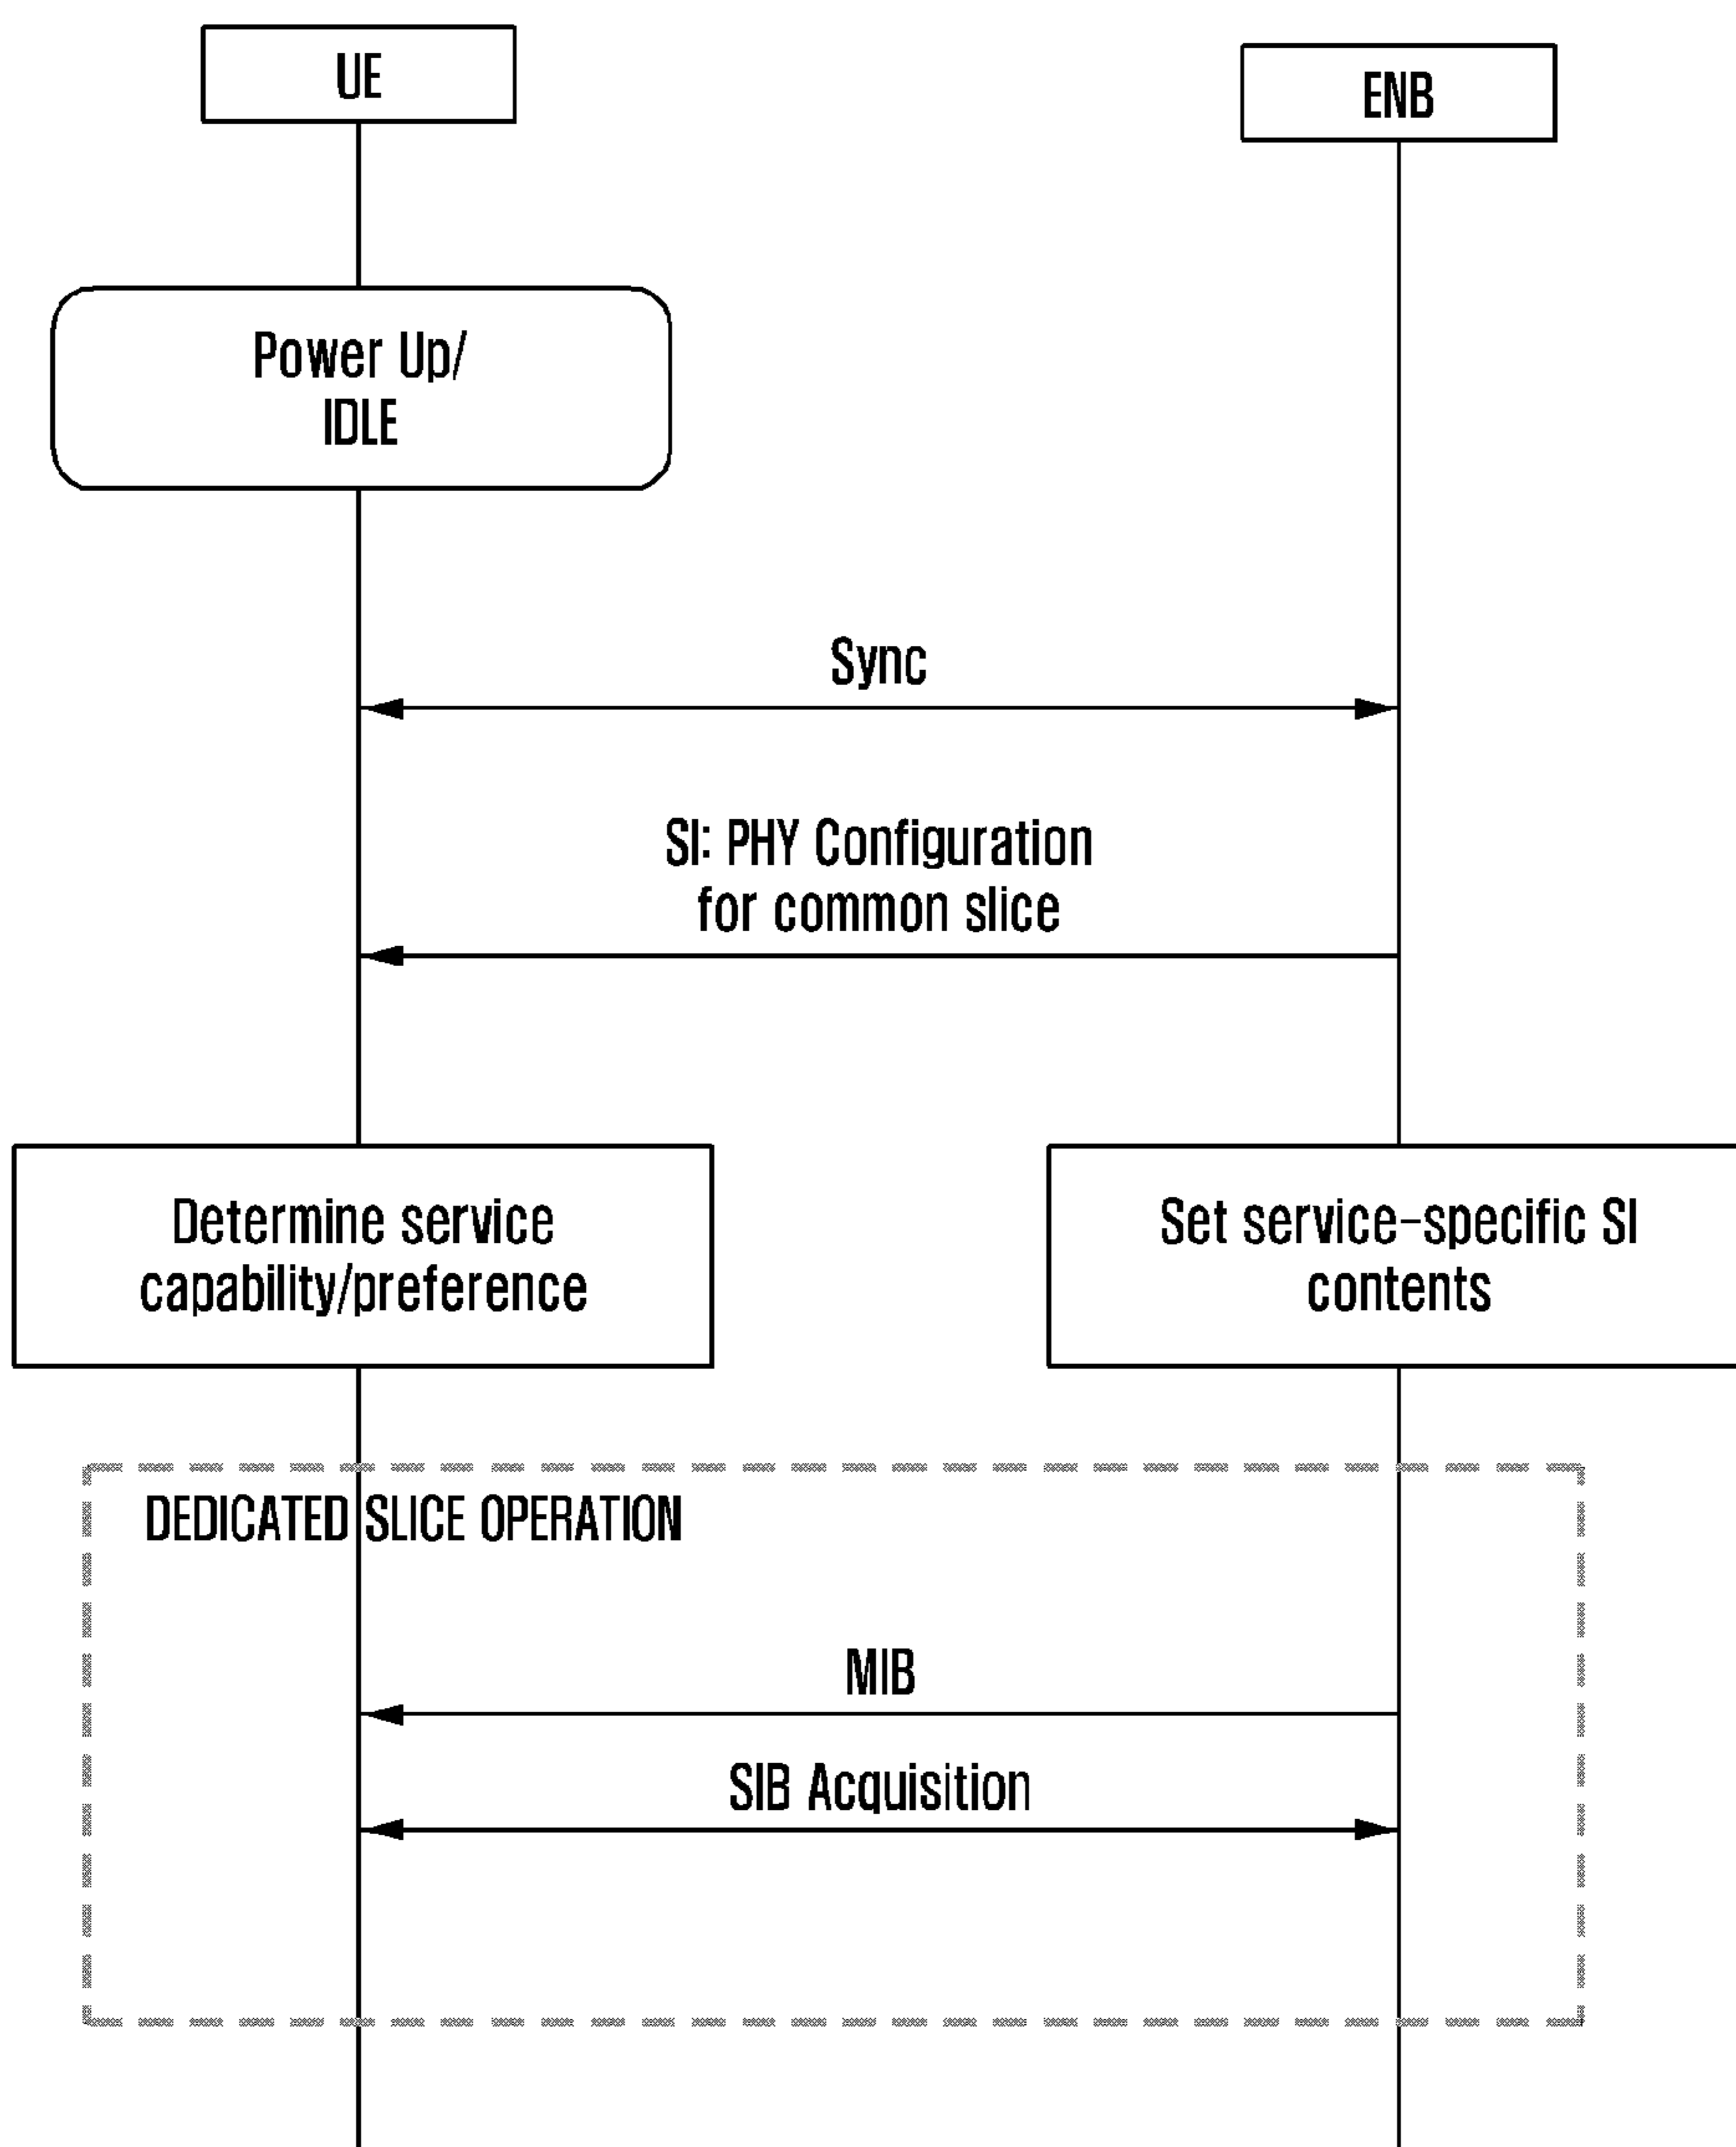 UE
ENB
Power Up/
IDLE
Sync
SI: PHY Configuration
for common slice
Determine service
capability/preference
Set service-specific SI
contents
DEDICATED SLICE OPERATION
MIB
SIB Acquisition